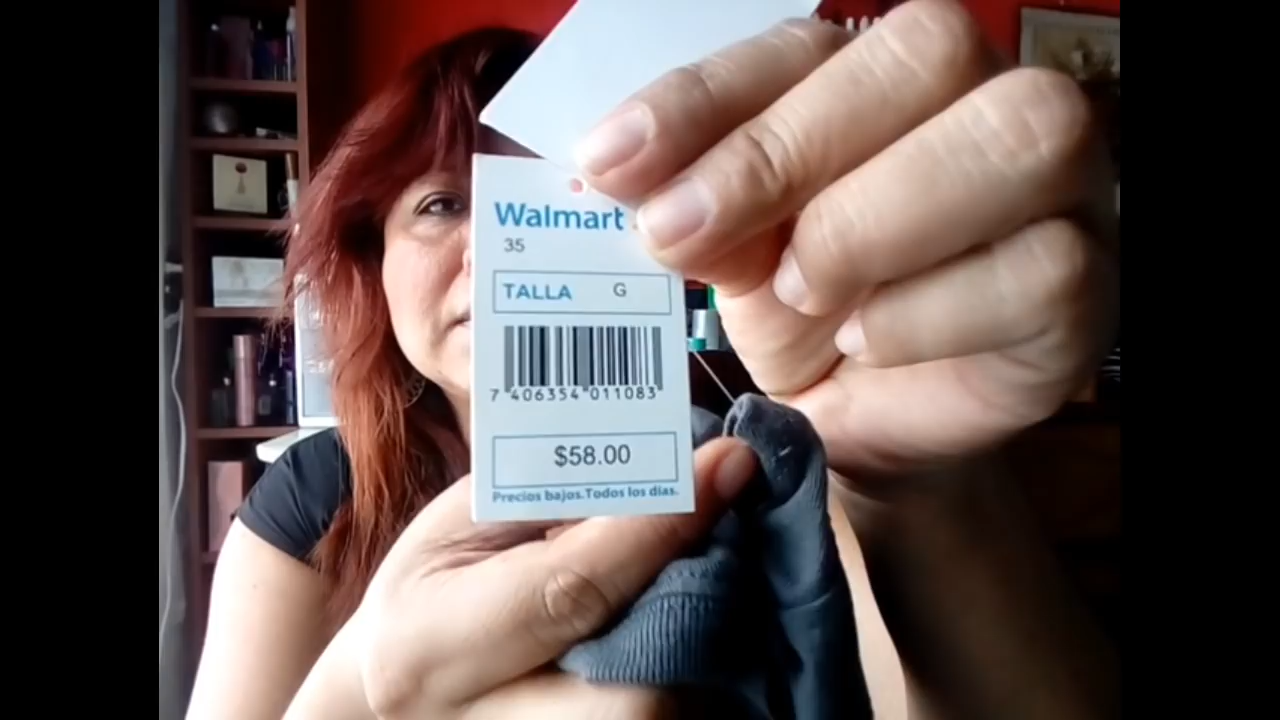 Walmart
35
TALLA G
7 406354 011083
$58.00
Precios bajos.Todos los días.